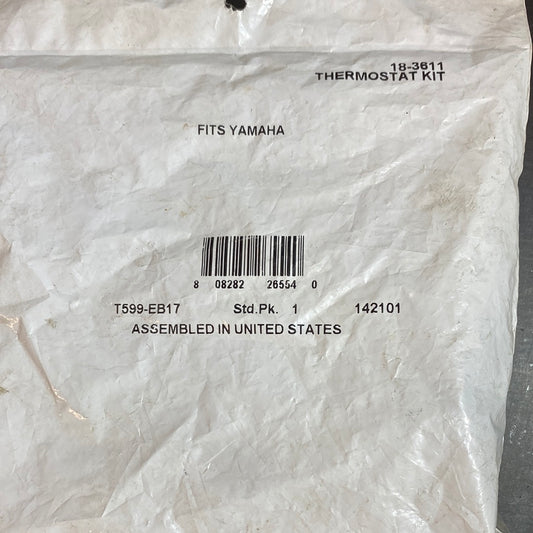 18-3611
THERMOSTAT KIT
FITS YAMAHA
8 08282 26554 0
T599-EB17 Std.Pk. 1 142101
ASSEMBLED IN UNITED STATES